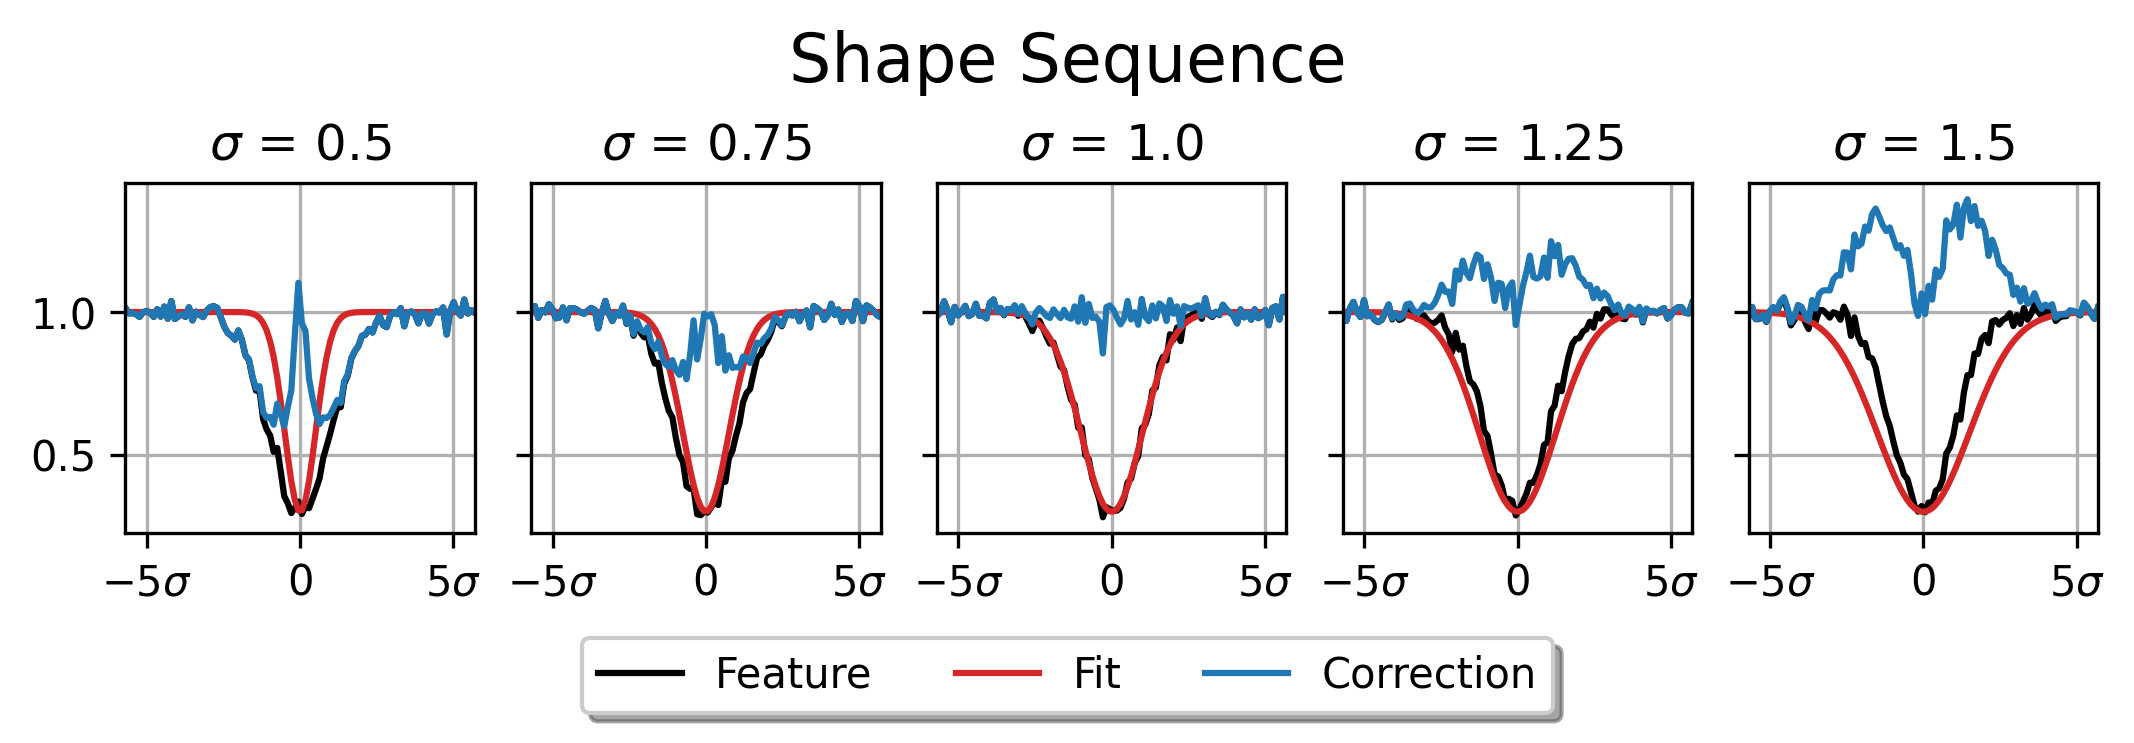 Shape Sequence
σ = 0.5 σ = 0.75 σ = 1.0 σ = 1.25 σ = 1.5
1.0
0.5
−5σ 0 5σ −5σ 0 5σ −5σ 0 5σ −5σ 0 5σ −5σ 0 5σ
Feature Fit Correction